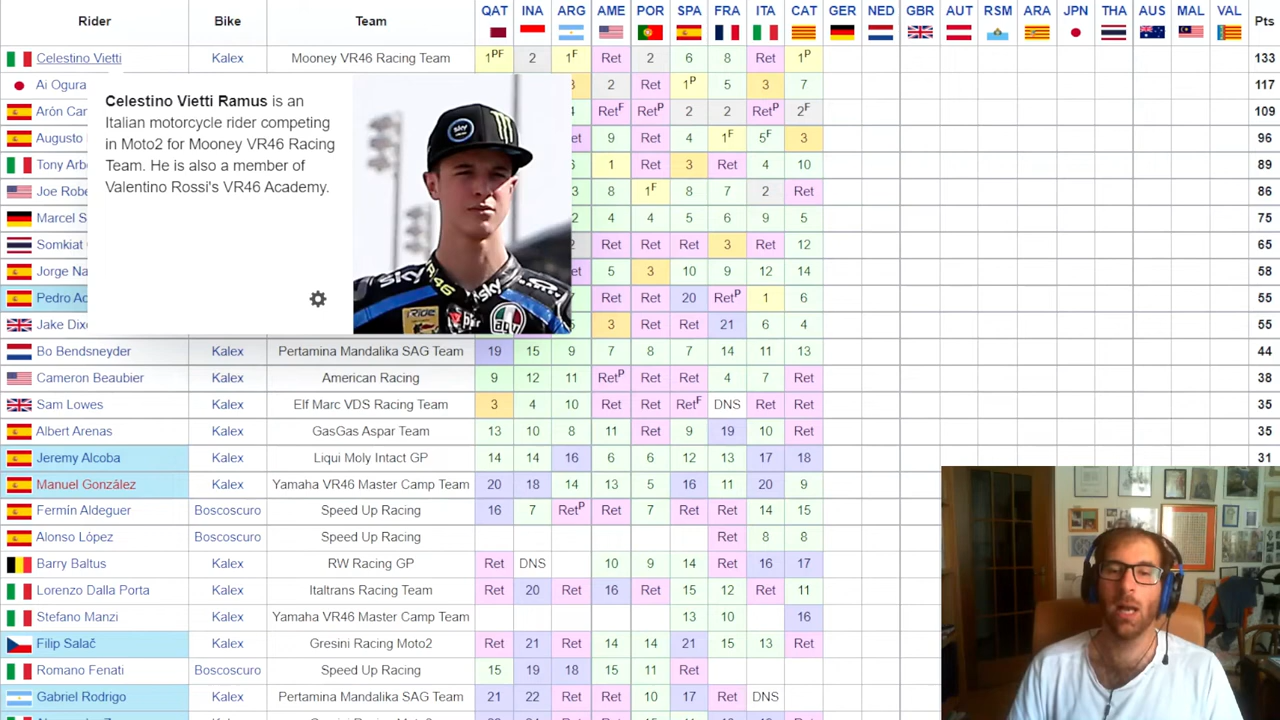 Rider Bike Team QAT INA ARG AME POR SPA FRA ITA CAT GER NED GBR AUT RSM ARA JPN THA AUS MAL VAL Pts
Celestino Vietti Kalex Mooney VR46 Racing Team 1PF 2 1F Ret 2 6 8 Ret 1P 133
Ai Ogura 3 2 Ret 1P 5 3 7 117
Arón Car 4 RetF RetP 2 2 RetP 2F 109
Augusto et 9 Ret 4 1F 5F 3 96
Tony Arb 6 1 Ret 3 Ret 4 10 89
Joe Robe 3 8 1F 8 7 2 Ret 86
Marcel S 2 4 4 5 6 9 5 75
Somkiat 2 Ret Ret Ret 3 Ret 12 65
Jorge Na et 5 3 10 9 12 14 58
Pedro Ac Ret Ret 20 RetP 1 6 55
Jake Dix 3 Ret Ret 21 6 4 55
Celestino Vietti Ramus is an
Italian motorcycle rider competing
in Moto2 for Mooney VR46 Racing
Team. He is also a member of
Valentino Rossi's VR46 Academy.
Bo Bendsneyder Kalex Pertamina Mandalika SAG Team 19 15 9 7 8 7 14 11 13 44
Cameron Beaubier Kalex American Racing 9 12 11 RetP Ret Ret 4 7 Ret 38
Sam Lowes Kalex Elf Marc VDS Racing Team 3 4 10 Ret Ret RetF DNS Ret Ret 35
Albert Arenas Kalex GasGas Aspar Team 13 10 8 11 Ret 9 19 10 Ret 35
Jeremy Alcoba Kalex Liqui Moly Intact GP 14 14 16 6 6 12 13 17 18 31
Manuel González Kalex Yamaha VR46 Master Camp Team 20 18 14 13 5 16 11 20 9
Fermín Aldeguer Boscoscuro Speed Up Racing 16 7 RetP Ret 7 Ret Ret 14 15
Alonso López Boscoscuro Speed Up Racing Ret 8 8
Barry Baltus Kalex RW Racing GP Ret DNS 10 9 14 Ret 16 17
Lorenzo Dalla Porta Kalex Italtrans Racing Team Ret 20 Ret 16 Ret 15 12 Ret 11
Stefano Manzi Kalex Yamaha VR46 Master Camp Team 13 10 16
Filip Salač Kalex Gresini Racing Moto2 Ret 21 Ret 14 14 21 15 13 Ret
Romano Fenati Boscoscuro Speed Up Racing 15 19 18 15 11 Ret
Gabriel Rodrigo Kalex Pertamina Mandalika SAG Team 21 22 Ret Ret 10 17 Ret DNS